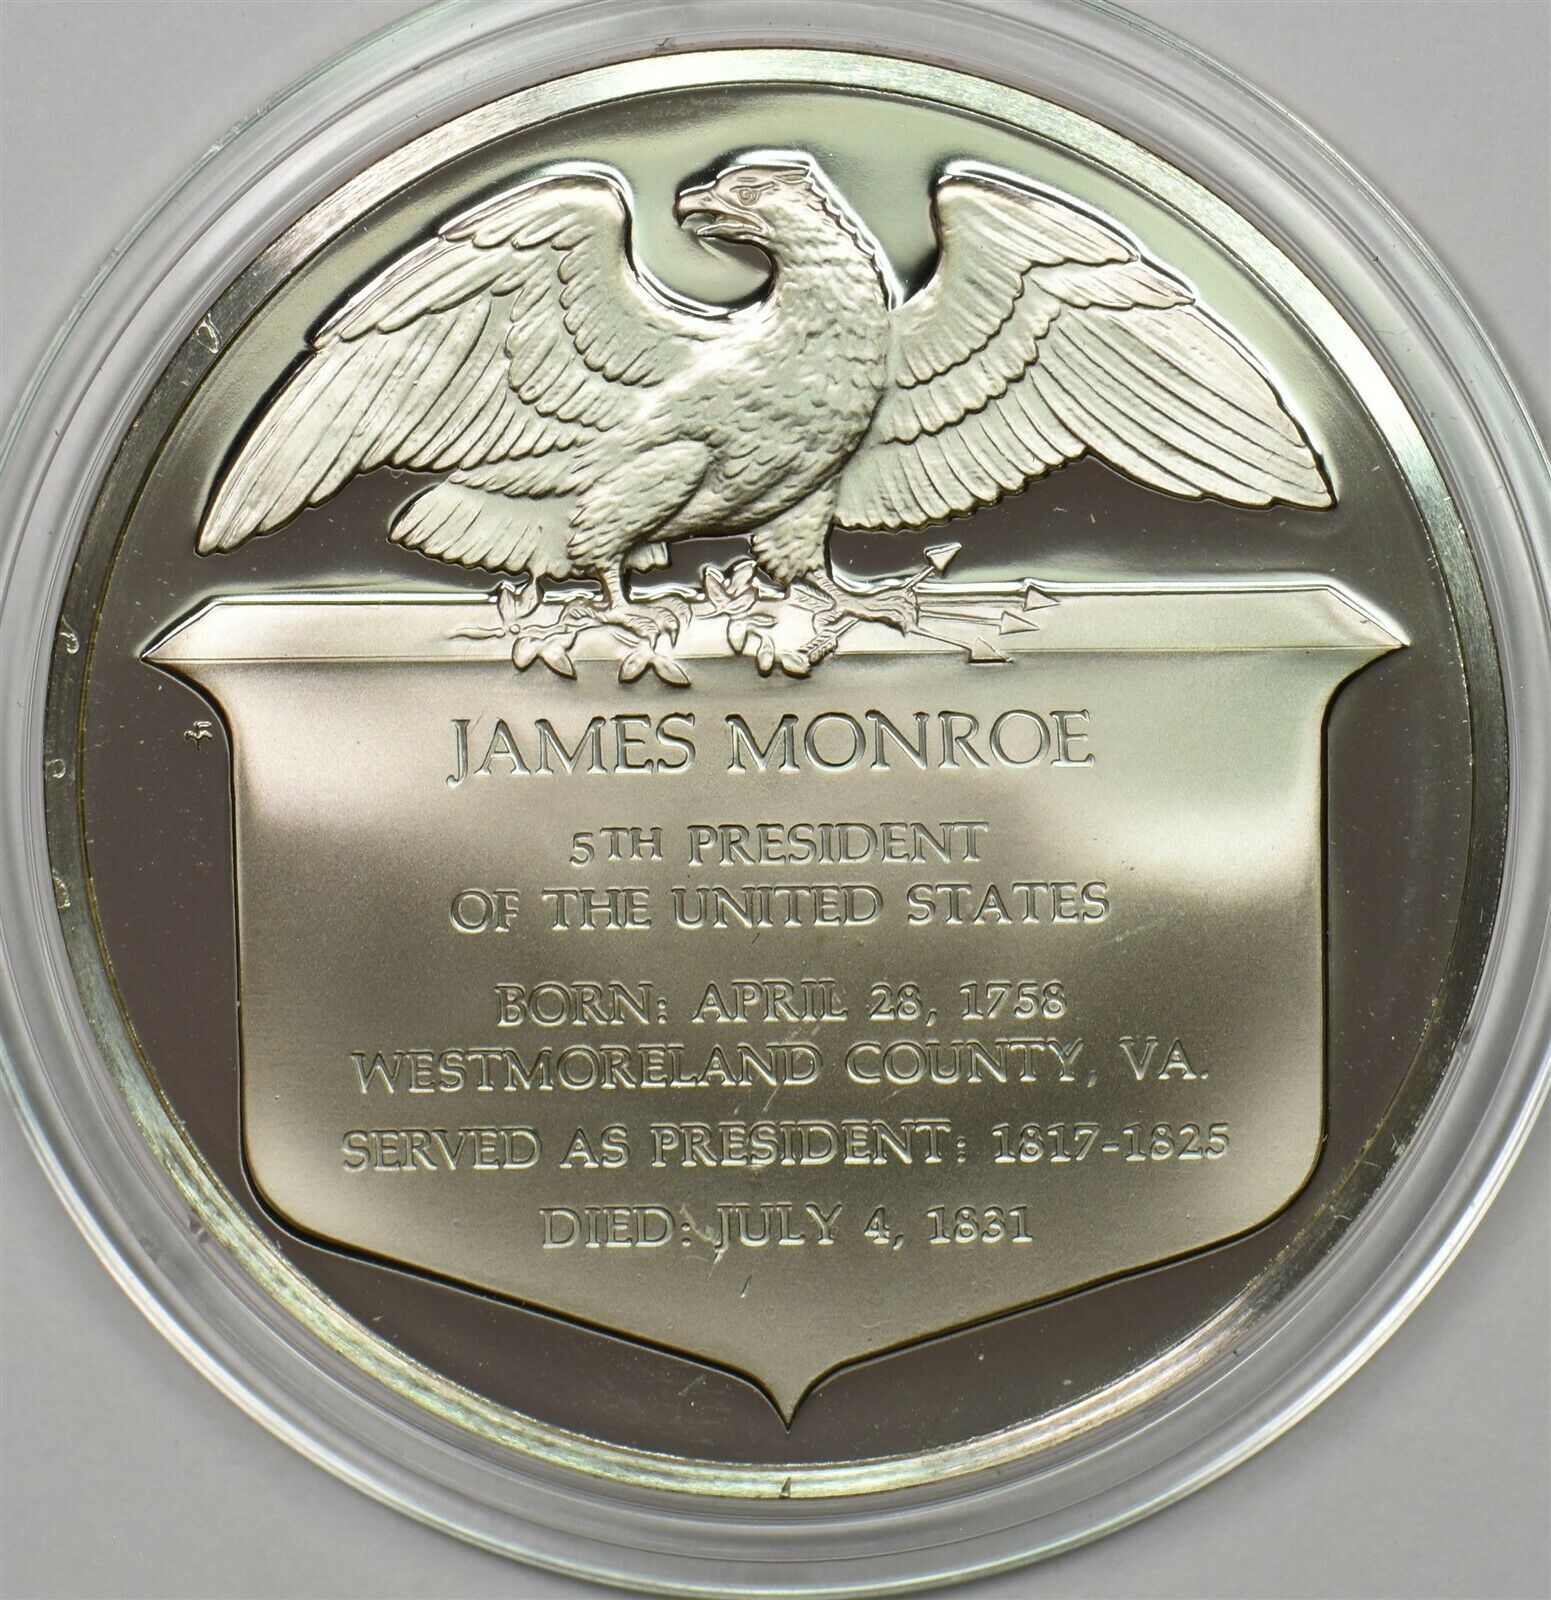 JAMES MONROE
5TH PRESIDENT
OF THE UNITED STATES
BORN: APRIL 28, 1758
WESTMORELAND COUNTY, VA.
SERVED AS PRESIDENT: 1817-1825
DIED: JULY 4, 1831